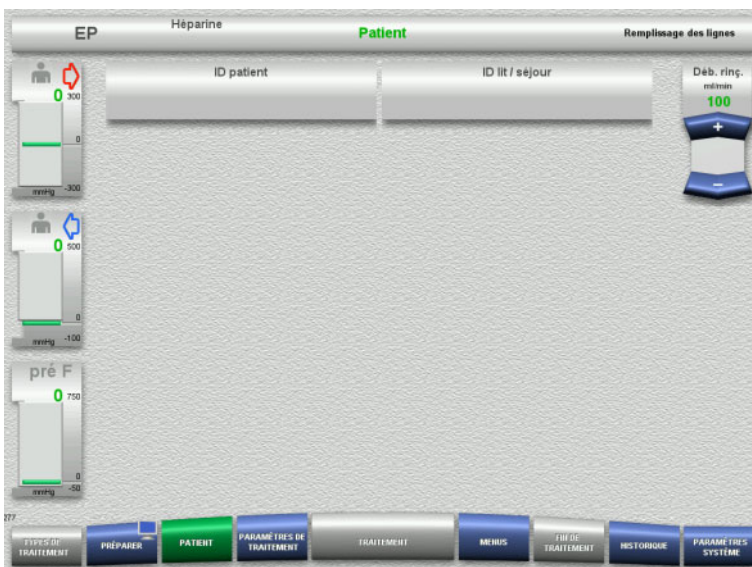 EP
Héparine
Patient
Remplissage des lignes
ID patient
ID lit / séjour
Déb. rinç.
ml/min
100
+
−
0 300
0
mmHg -300
0 500
0
mmHg -100
pré F
0 750
0
mmHg -50
277
TYPES DE
TRAITEMENT
PRÉPARER
PATIENT
PARAMÈTRES DE
TRAITEMENT
TRAITEMENT
MENUS
FIN DE
TRAITEMENT
HISTORIQUE
PARAMÈTRES
SYSTÈME